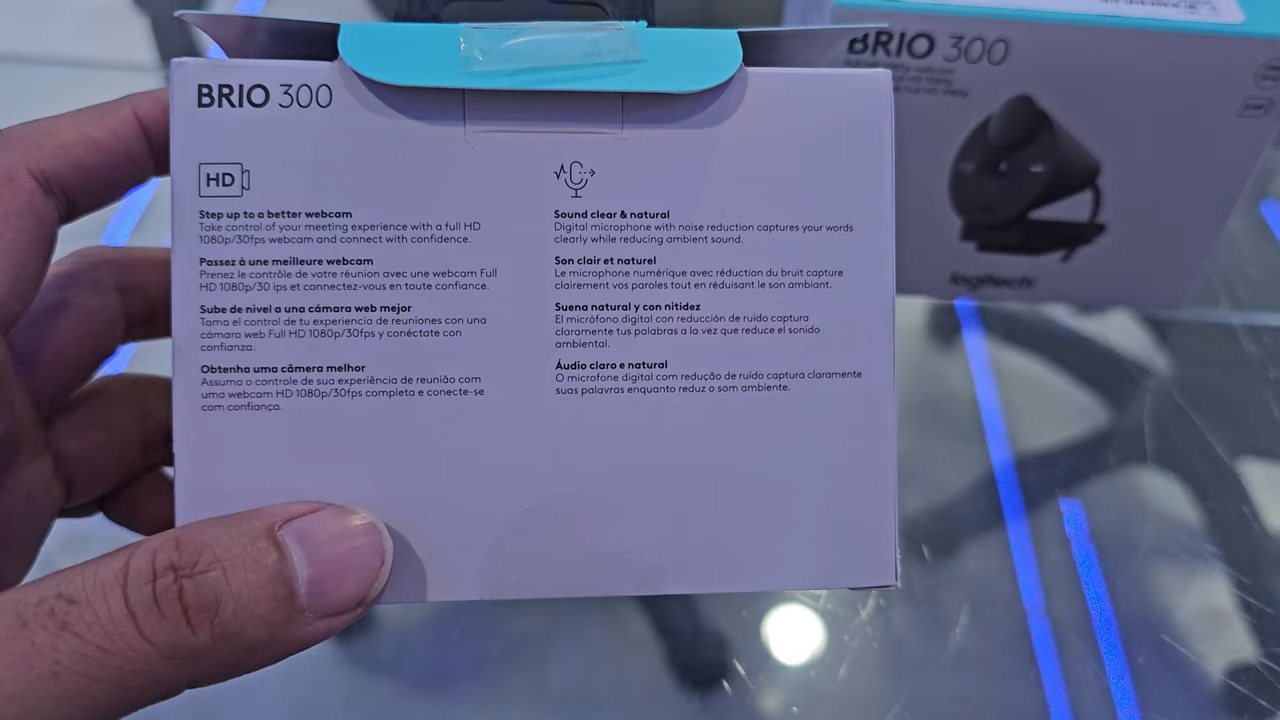 BRIO 300
HD
Step up to a better webcam
Take control of your meeting experience with a full HD
1080p/30fps webcam and connect with confidence.
Passez à une meilleure webcam
Prenez le contrôle de votre réunion avec une webcam Full
HD 1080p/30 ips et connectez-vous en toute confiance.
Sube de nivel a una cámara web mejor
Toma el control de tu experiencia de reuniones con una
cámara web Full HD 1080p/30fps y conéctate con
confianza.
Obtenha uma câmera melhor
Assuma o controle de sua experiência de reunião com
uma webcam HD 1080p/30fps completa e conecte-se
com confiança.
Sound clear & natural
Digital microphone with noise reduction captures your words
clearly while reducing ambient sound.
Son clair et naturel
Le microphone numérique avec réduction du bruit capture
clairement vos paroles tout en réduisant le son ambiant.
Suena natural y con nitidez
El micrófono digital con reducción de ruido captura
claramente tus palabras a la vez que reduce el sonido
ambiental.
Áudio claro e natural
O microfone digital com redução de ruído captura claramente
suas palavras enquanto reduz o som ambiente.
BRIO 300
logitech